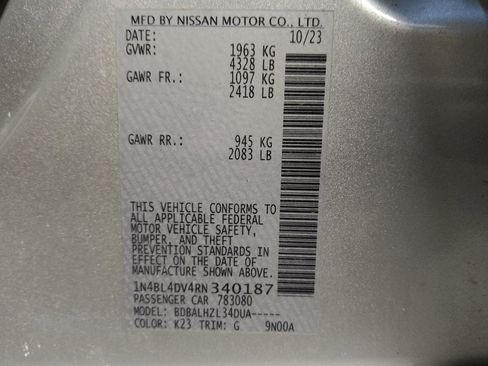 MFD BY NISSAN MOTOR CO., LTD.
DATE: 10/23
GVWR: 1963 KG
4328 LB
GAWR FR.: 1097 KG
2418 LB
GAWR RR.: 945 KG
2083 LB
THIS VEHICLE CONFORMS TO
ALL APPLICABLE FEDERAL
MOTOR VEHICLE SAFETY,
BUMPER, AND THEFT
PREVENTION STANDARDS IN
EFFECT ON THE DATE OF
MANUFACTURE SHOWN ABOVE.
1N4BL4DV4RN340187
PASSENGER CAR 783080
MODEL: BDBALHZL34DUA-----
COLOR: K23 TRIM: G 9N00A